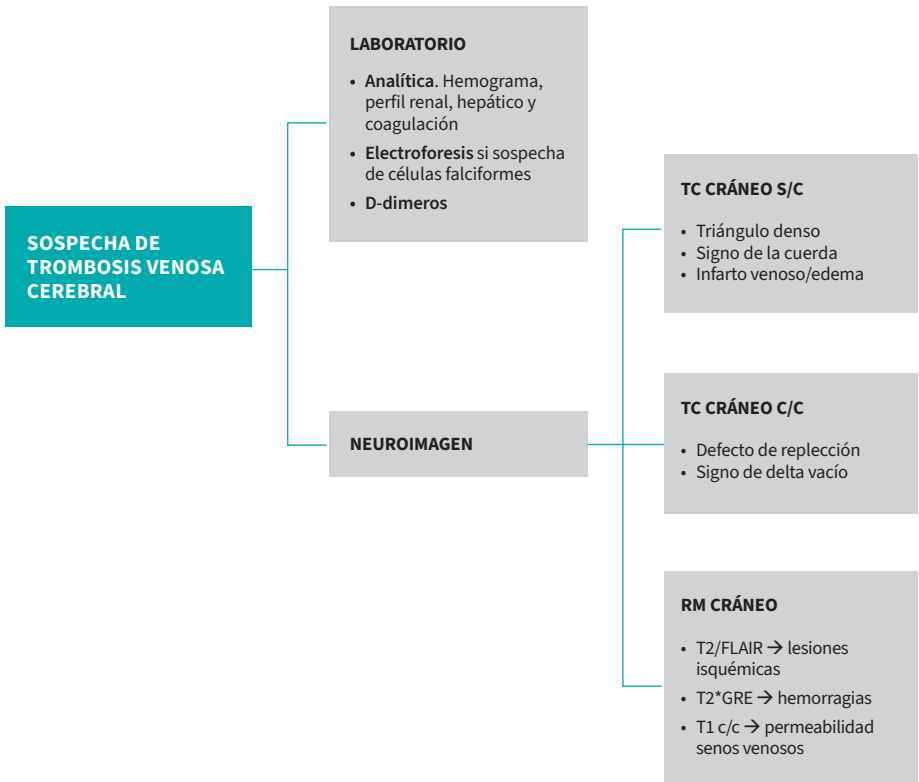 LABORATORIO
• Analítica. Hemograma,
perfil renal, hepático y
coagulación
• Electroforesis si sospecha
de células falciformes
• D-dimeros
SOSPECHA DE
TROMBOSIS VENOSA
CEREBRAL
NEUROIMAGEN
TC CRÁNEO S/C
• Triángulo denso
• Signo de la cuerda
• Infarto venoso/edema
TC CRÁNEO C/C
• Defecto de replección
• Signo de delta vacío
RM CRÁNEO
• T2/FLAIR → lesiones
isquémicas
• T2*GRE → hemorragias
• T1 c/c → permeabilidad
senos venosos